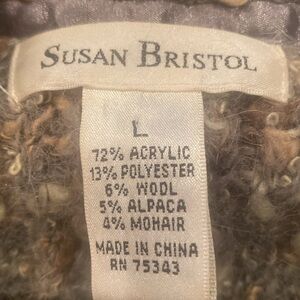 SUSAN BRISTOL
L
72% ACRYLIC
13% POLYESTER
6% WOOL
5% ALPACA
4% MOHAIR
MADE IN CHINA
RN 75343